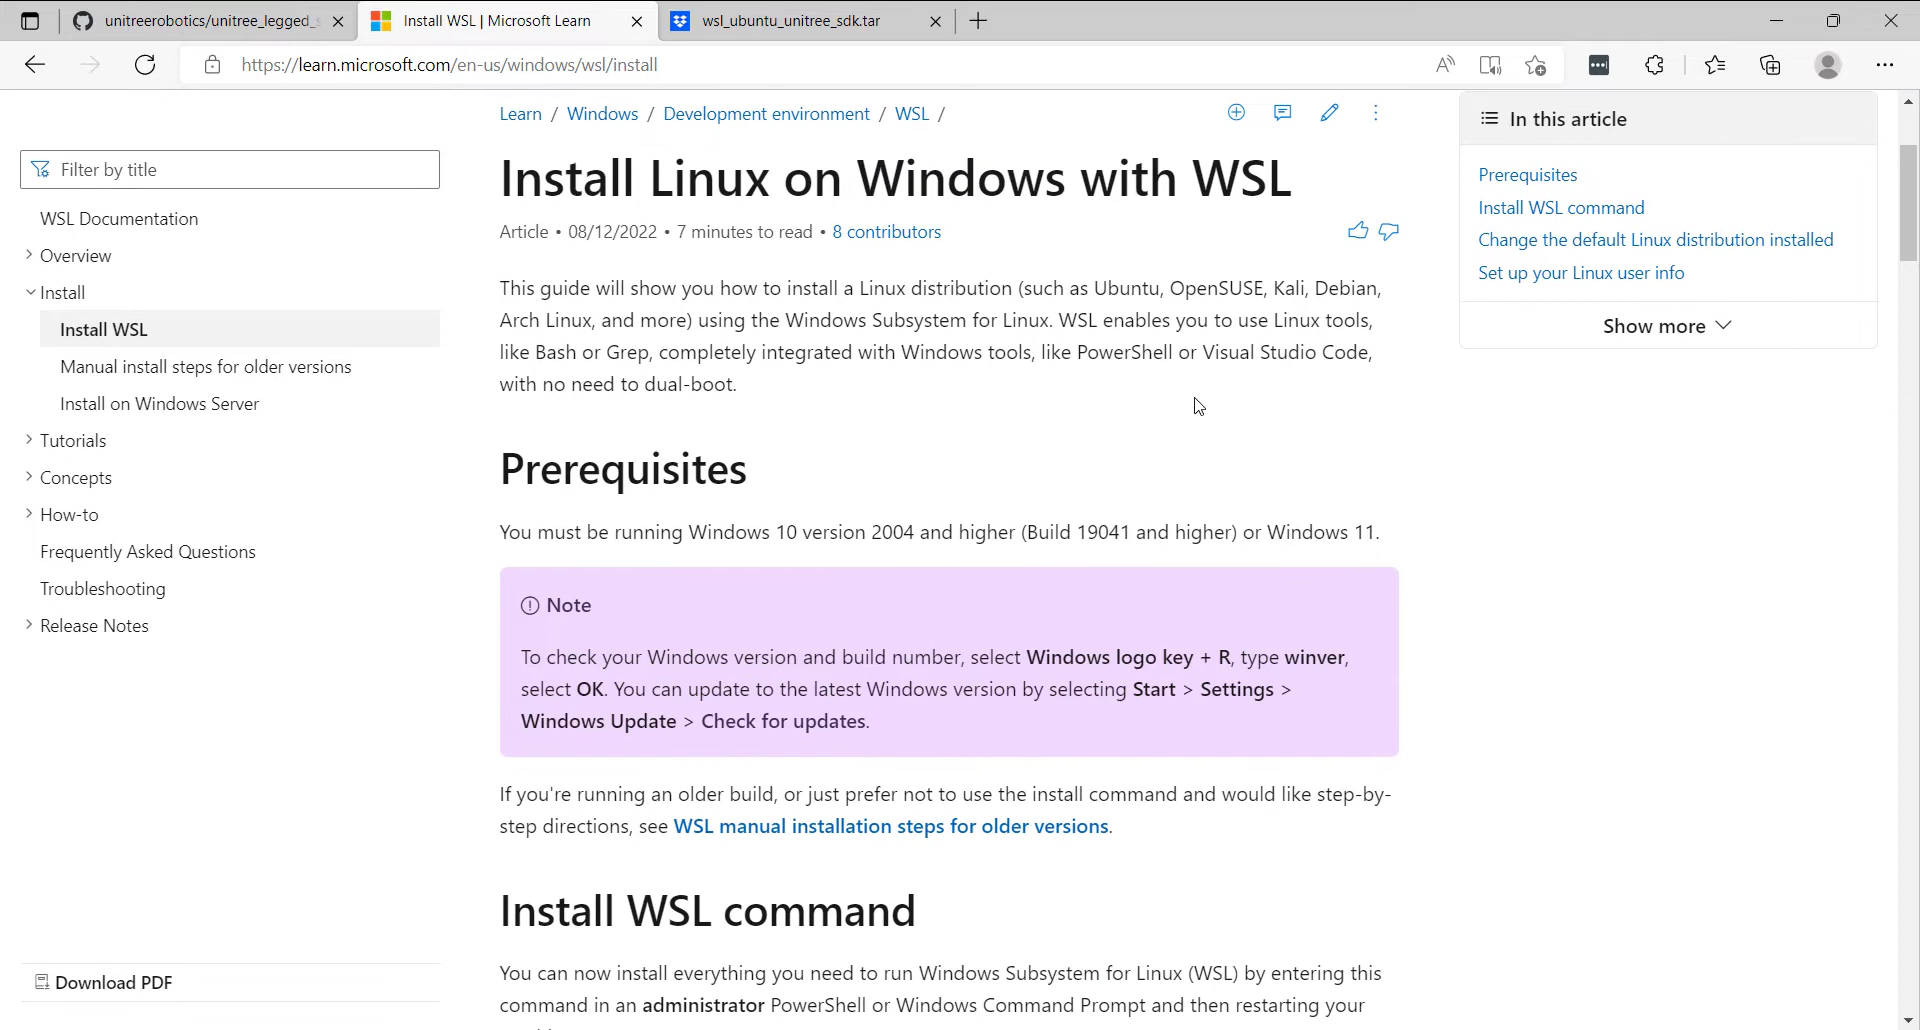 unitreerobotics/unitree_legged_s
Install WSL | Microsoft Learn
wsl_ubuntu_unitree_sdk.tar
https://learn.microsoft.com/en-us/windows/wsl/install
Filter by title
WSL Documentation
Overview
Install
Install WSL
Manual install steps for older versions
Install on Windows Server
Tutorials
Concepts
How-to
Frequently Asked Questions
Troubleshooting
Release Notes
Download PDF
Learn / Windows / Development environment / WSL /
Install Linux on Windows with WSL
Article • 08/12/2022 • 7 minutes to read • 8 contributors
This guide will show you how to install a Linux distribution (such as Ubuntu, OpenSUSE, Kali, Debian,
Arch Linux, and more) using the Windows Subsystem for Linux. WSL enables you to use Linux tools,
like Bash or Grep, completely integrated with Windows tools, like PowerShell or Visual Studio Code,
with no need to dual-boot.
Prerequisites
You must be running Windows 10 version 2004 and higher (Build 19041 and higher) or Windows 11.
Note
To check your Windows version and build number, select Windows logo key + R, type winver,
select OK. You can update to the latest Windows version by selecting Start > Settings >
Windows Update > Check for updates.
If you're running an older build, or just prefer not to use the install command and would like step-by-
step directions, see WSL manual installation steps for older versions.
Install WSL command
You can now install everything you need to run Windows Subsystem for Linux (WSL) by entering this
command in an administrator PowerShell or Windows Command Prompt and then restarting your
In this article
Prerequisites
Install WSL command
Change the default Linux distribution installed
Set up your Linux user info
Show more